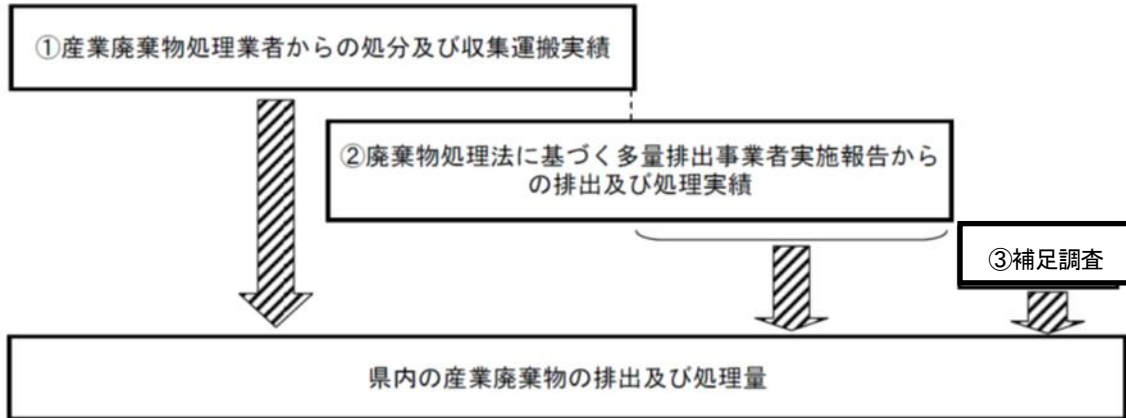 ①産業廃棄物処理業者からの処分及び収集運搬実績
②廃棄物処理法に基づく多量排出事業者実施報告から
の排出及び処理実績
③補足調査
県内の産業廃棄物の排出及び処理量